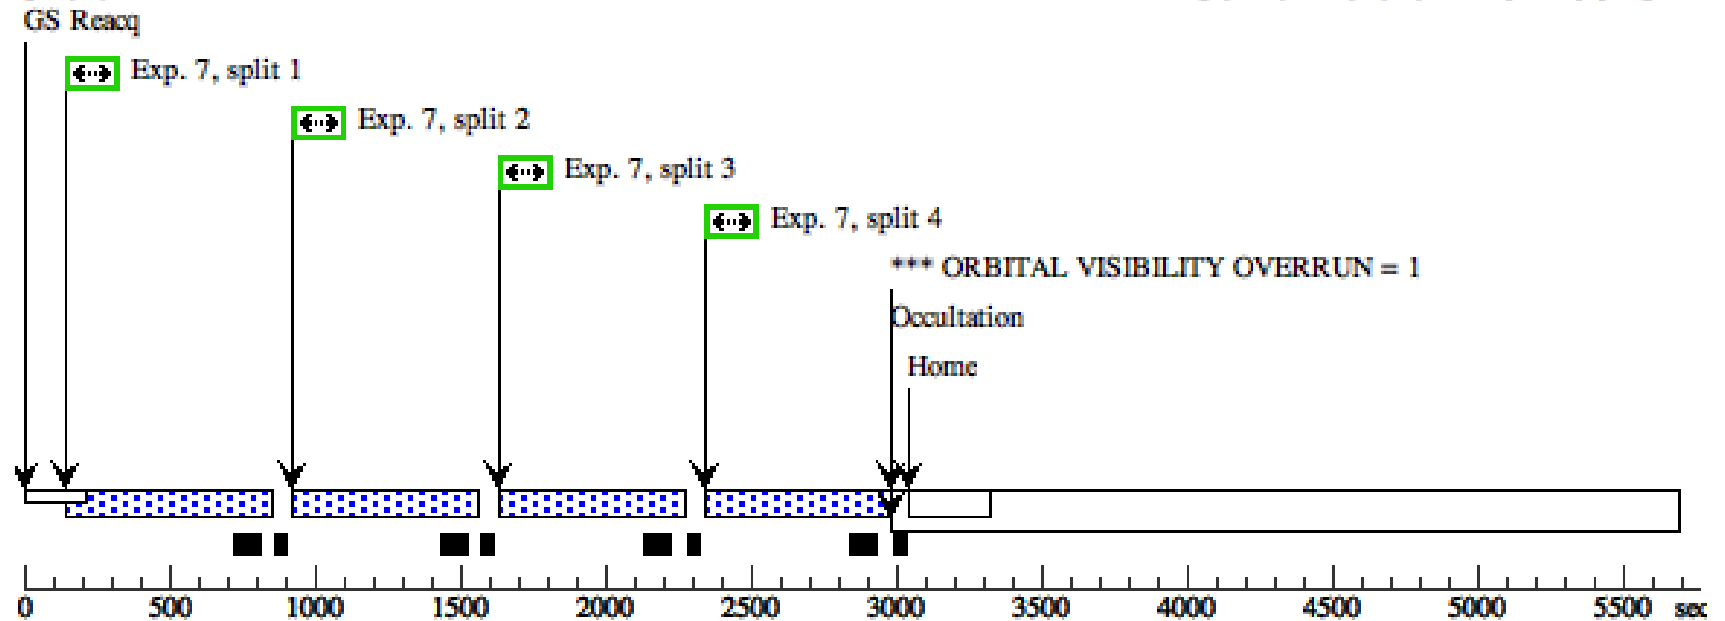 GS Reacq
Exp. 7, split 1
Exp. 7, split 2
Exp. 7, split 3
Exp. 7, split 4
*** ORBITAL VISIBILITY OVERRUN = 1
Occultation
Home
0 500 1000 1500 2000 2500 3000 3500 4000 4500 5000 5500 sec